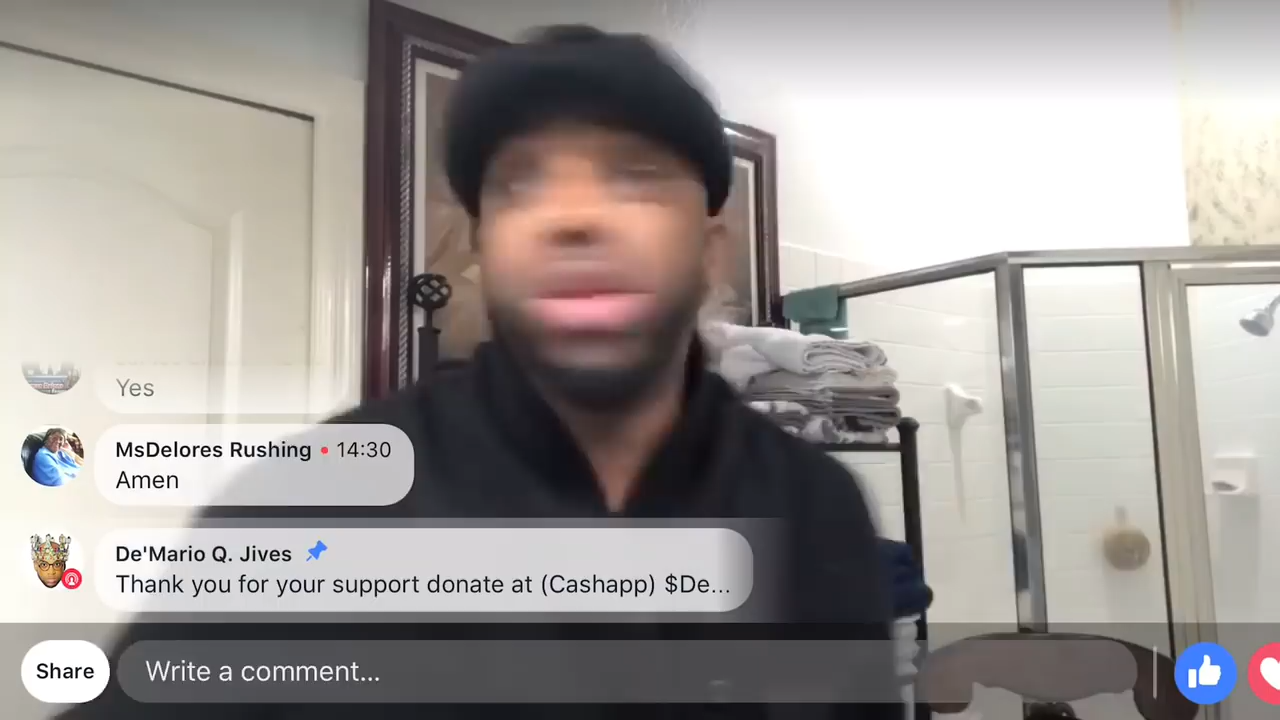 Yes
MsDelores Rushing • 14:30
Amen
De'Mario Q. Jives
Thank you for your support donate at (Cashapp) $De...
Share
Write a comment...